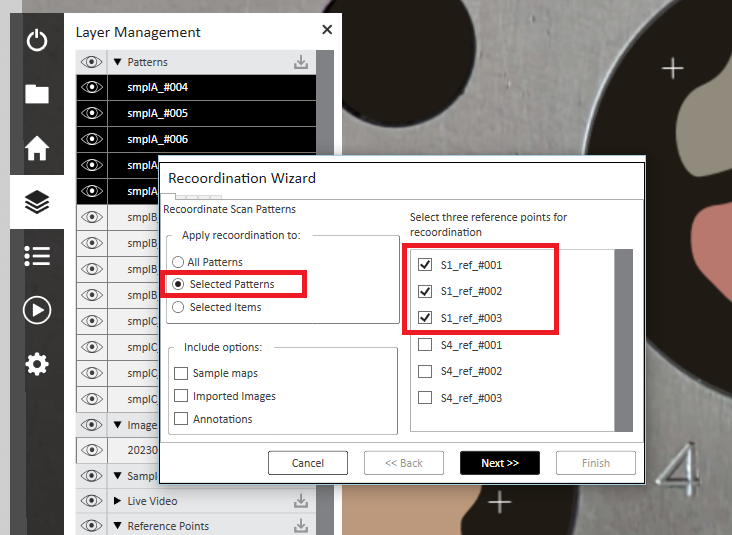 Layer Management
Patterns
smplA_#004
smplA_#005
smplA_#006
smplA
smplA
smplB
smplB
smplB
smplB
smplC
smplC
smplC
smplC
Image
20230
Sampl
Live Video
Reference Points
Recoordination Wizard
Recoordinate Scan Patterns
Apply recoordination to:
All Patterns
Selected Patterns
Selected Items
Include options:
Sample maps
Imported Images
Annotations
Select three reference points for
recoordination
S1_ref_#001
S1_ref_#002
S1_ref_#003
S4_ref_#001
S4_ref_#002
S4_ref_#003
Cancel
<< Back
Next >>
Finish
4